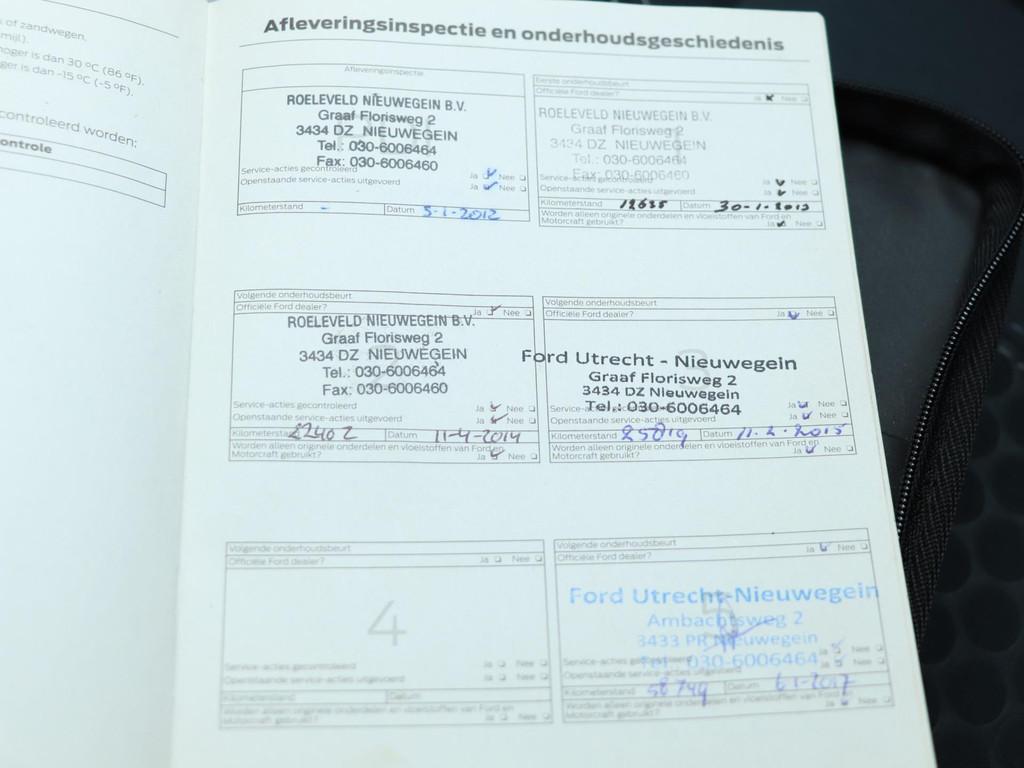 of zandwegen,
mijl).
oger is dan 30 °C (86 °F).
ger is dan -15 °C (-5 °F).
controleerd worden:
ontrole
Afleveringsinspectie en onderhoudsgeschiedenis
Afleveringsinspectie
ROELEVELD NIEUWEGEIN B.V.
Graaf Florisweg 2
3434 DZ NIEUWEGEIN
Tel.: 030-6006464
Fax: 030-6006460
Service-acties gecontroleerd Ja Nee
Openstaande service-acties uitgevoerd Ja Nee
Kilometerstand - Datum 5-1-2012
Eerste onderhoudsbeurt
Officiële Ford dealer? Ja Nee
ROELEVELD NIEUWEGEIN B.V.
Graaf Florisweg 2
3434 DZ NIEUWEGEIN
Tel.: 030-6006464
Fax: 030-6006460
Service-acties gecontroleerd Ja Nee
Openstaande service-acties uitgevoerd Ja Nee
Kilometerstand 12635 Datum 30-1-2013
Worden alleen originele onderdelen en vloeistoffen van Ford en
Motorcraft gebruikt? Ja Nee
Volgende onderhoudsbeurt
Officiële Ford dealer? Ja Nee
ROELEVELD NIEUWEGEIN B.V.
Graaf Florisweg 2
3434 DZ NIEUWEGEIN
Tel.: 030-6006464
Fax: 030-6006460
Service-acties gecontroleerd Ja Nee
Openstaande service-acties uitgevoerd Ja Nee
Kilometerstand 22402 Datum 11-4-2014
Worden alleen originele onderdelen en vloeistoffen van Ford en
Motorcraft gebruikt? Ja Nee
Volgende onderhoudsbeurt
Officiële Ford dealer? Ja Nee
3
Ford Utrecht - Nieuwegein
Graaf Florisweg 2
3434 DZ Nieuwegein
Tel.: 030-6006464
Service-acties gecontroleerd Ja Nee
Openstaande service-acties uitgevoerd Ja Nee
Kilometerstand 25819 Datum 11-2-2015
Worden alleen originele onderdelen en vloeistoffen van Ford en
Motorcraft gebruikt? Ja Nee
Volgende onderhoudsbeurt
Officiële Ford dealer? Ja Nee
4
Service-acties gecontroleerd Ja Nee
Openstaande service-acties uitgevoerd Ja Nee
Kilometerstand Datum
Worden alleen originele onderdelen en vloeistoffen van Ford en
Motorcraft gebruikt? Ja Nee
Volgende onderhoudsbeurt
Officiële Ford dealer? Ja Nee
5
Ford Utrecht-Nieuwegein
Ambachtsweg 2
3433 PR Nieuwegein
Tel. 030-6006464
Service-acties gecontroleerd
Openstaande service-acties uitgevoerd Ja Nee
Kilometerstand 58749 Datum 6-1-2017
Worden alleen originele onderdelen en vloeistoffen van Ford en
Motorcraft gebruikt? Ja Nee